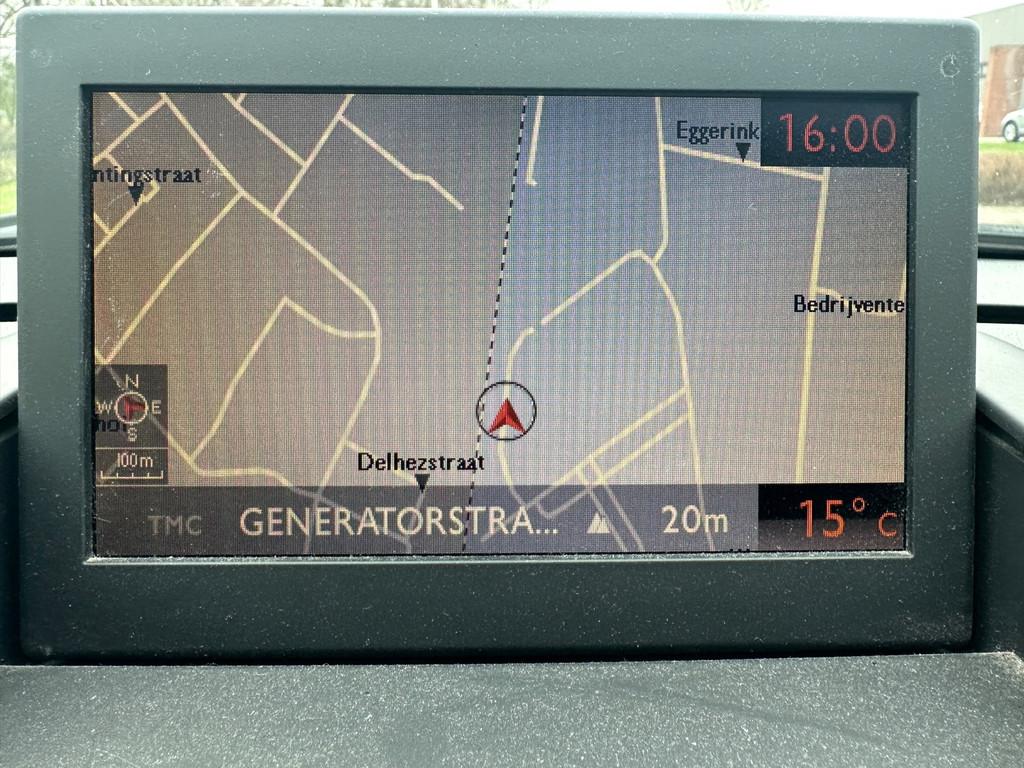 Eggerink
16:00
ntingstraat
Bedrijvente
N
W E
S
100m
Delhezstraat
TMC GENERATORSTRA... 20m 15° C